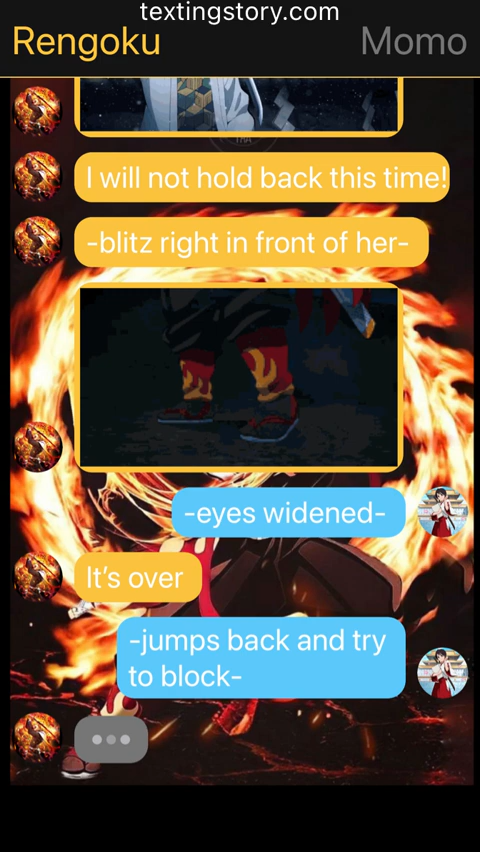 textingstory.com
Rengoku
Momo
I will not hold back this time!
-blitz right in front of her-
-eyes widened-
It’s over
-jumps back and try
to block-